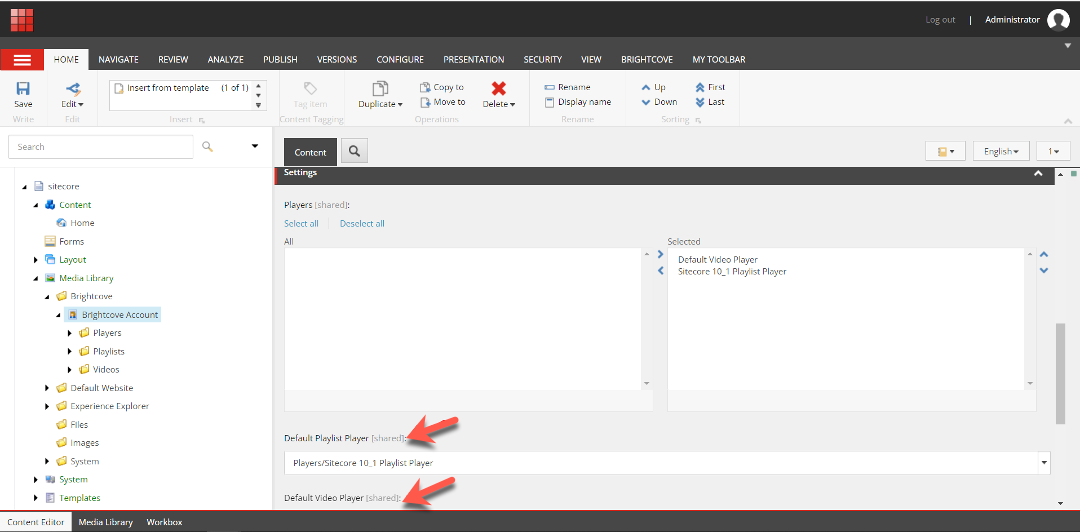 Log out | Administrator
HOME NAVIGATE REVIEW ANALYZE PUBLISH VERSIONS CONFIGURE PRESENTATION SECURITY VIEW BRIGHTCOVE MY TOOLBAR
Save
Write
Edit
Edit
Insert from template (1 of 1)
Insert
Tag item
Content Tagging
Duplicate
Copy to
Move to
Delete
Operations
Rename
Display name
Rename
Up
Down
First
Last
Sorting
Search
sitecore
Content
Home
Forms
Layout
Media Library
Brightcove
Brightcove Account
Players
Playlists
Videos
Default Website
Experience Explorer
Files
Images
System
System
Templates
Content
English
1
Settings
Players [shared]:
Select all
Deselect all
All
Selected
Default Video Player
Sitecore 10_1 Playlist Player
Default Playlist Player [shared]:
Players/Sitecore 10_1 Playlist Player
Default Video Player [shared]:
Content Editor Media Library Workbox